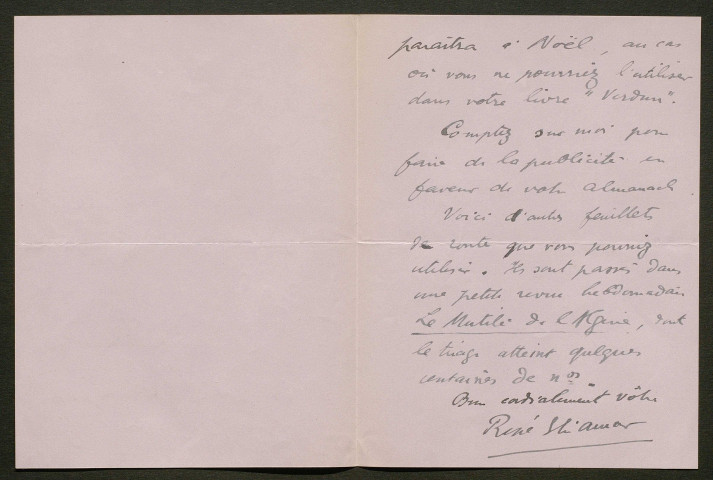 paraîtra à Noël, au cas
où vous ne pourriez l'utiliser
dans votre livre "Verdun".
Comptez sur moi pour
faire de la publicité en
faveur de votre almanach.
Voici d'autres feuillets
de route que vous pourriez
utiliser. Ils sont passés dans
une petite revue hebdomadaire
Le Mutilé de l'Algérie, dont
le tirage atteint quelques
centaines de nos
Bien cordialement vôtre
René